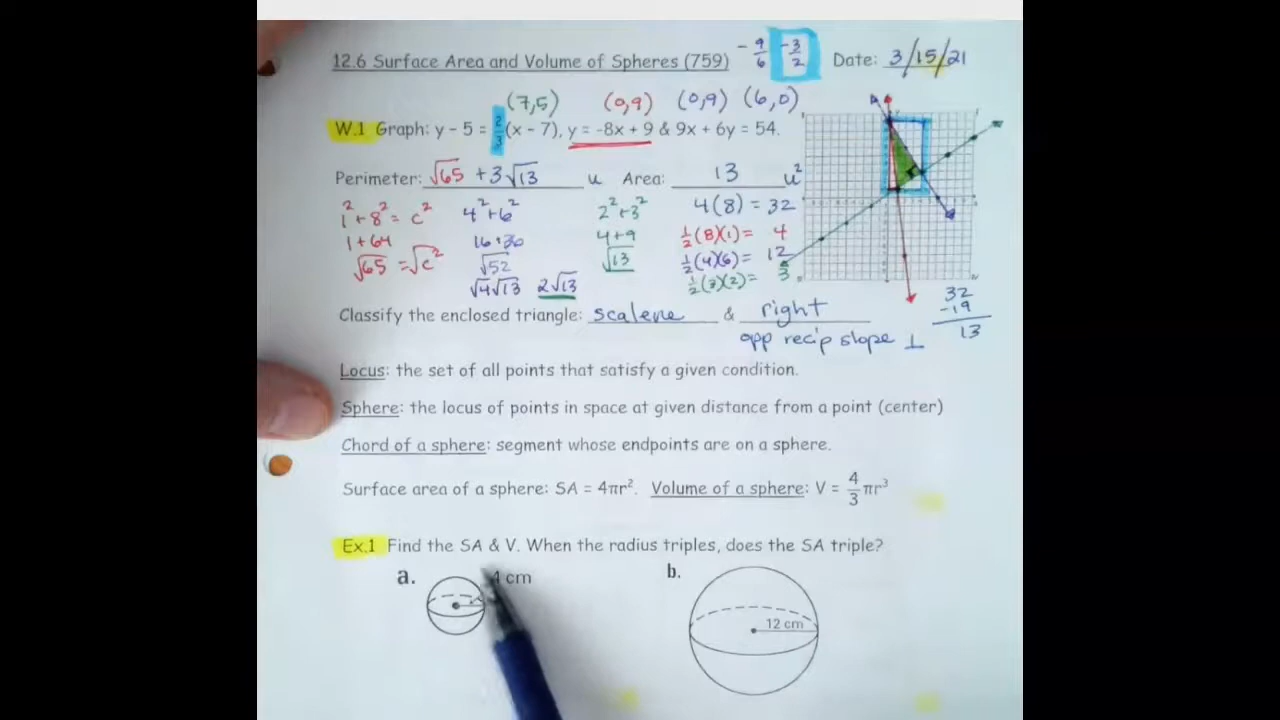 12.6 Surface Area and Volume of Spheres (759) -9/6 -3/2 Date: 3/15/21
(7,5) (0,9) (0,9) (6,0)
W.1 Graph: y - 5 = 2/3 (x - 7), y = -8x + 9 & 9x + 6y = 54.
Perimeter: √65 + 3√13 u Area: 13 u²
1² + 8² = c² 4² + 6² 2² + 3² 4(8) = 32
1 + 64 16 + 36 4 + 9 ½(8)(1) = 4
√65 = √c² √52 √13 ½(4)(6) = 12
√4√13 2√13 ½(3)(2) = 3
32
-19
13
Classify the enclosed triangle: scalene & right
opp recip slope ⊥
Locus: the set of all points that satisfy a given condition.
Sphere: the locus of points in space at given distance from a point (center)
Chord of a sphere: segment whose endpoints are on a sphere.
Surface area of a sphere: SA = 4πr². Volume of a sphere: V = 4/3 πr³
Ex.1 Find the SA & V. When the radius triples, does the SA triple?
a. 4 cm b.
12 cm